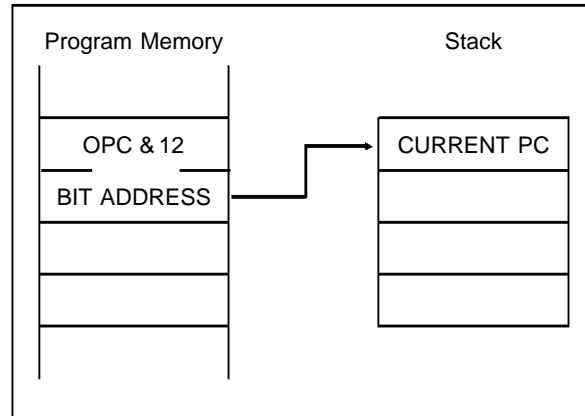 Program Memory
Stack
OPC & 12
CURRENT PC
BIT ADDRESS